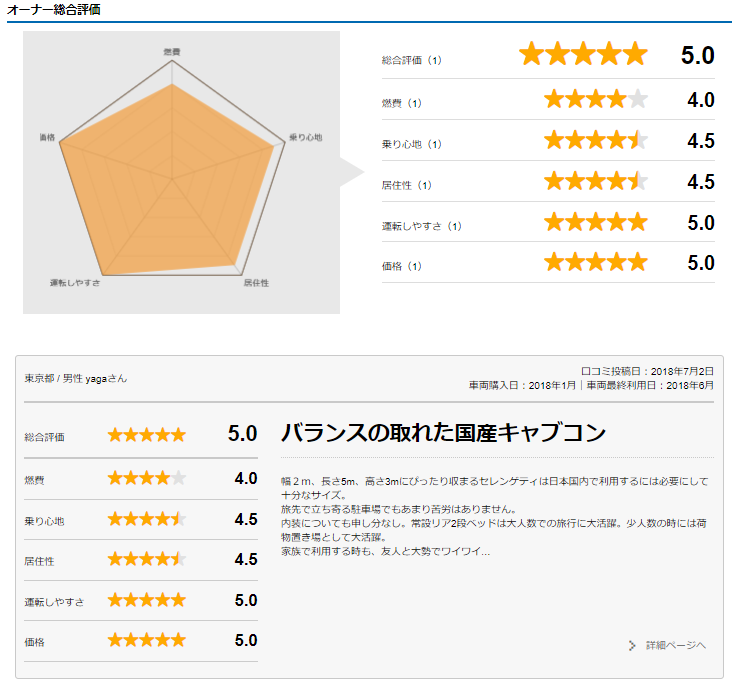 オーナー総合評価
燃費
価格
乗り心地
運転しやすさ
居住性
総合評価（1） 5.0
燃費（1） 4.0
乗り心地（1） 4.5
居住性（1） 4.5
運転しやすさ（1） 5.0
価格（1） 5.0
東京都 / 男性 yagaさん
口コミ投稿日：2018年7月2日
車両購入日：2018年1月｜車両最終利用日：2018年6月
総合評価 5.0
燃費 4.0
乗り心地 4.5
居住性 4.5
運転しやすさ 5.0
価格 5.0
バランスの取れた国産キャブコン
幅２ｍ、長さ5m、高さ3mにぴったり収まるセレンゲティは日本国内で利用するには必要にして
十分なサイズ。
旅先で立ち寄る駐車場でもあまり苦労はありません。
内装についても申し分なし。常設リア2段ベッドは大人数での旅行に大活躍。少人数の時には荷
物置き場として大活躍。
家族で利用する時も、友人と大勢でワイワイ…
詳細ページへ